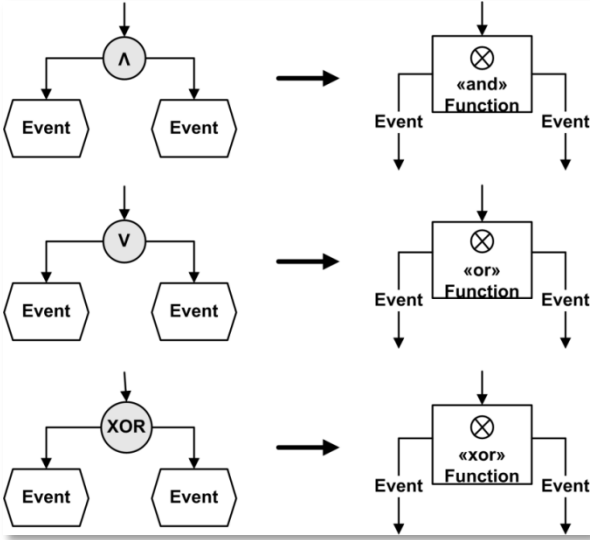 Λ
Event Event
«and»
Function
Event Event
V
Event Event
«or»
Function
Event Event
XOR
Event Event
«xor»
Function
Event Event